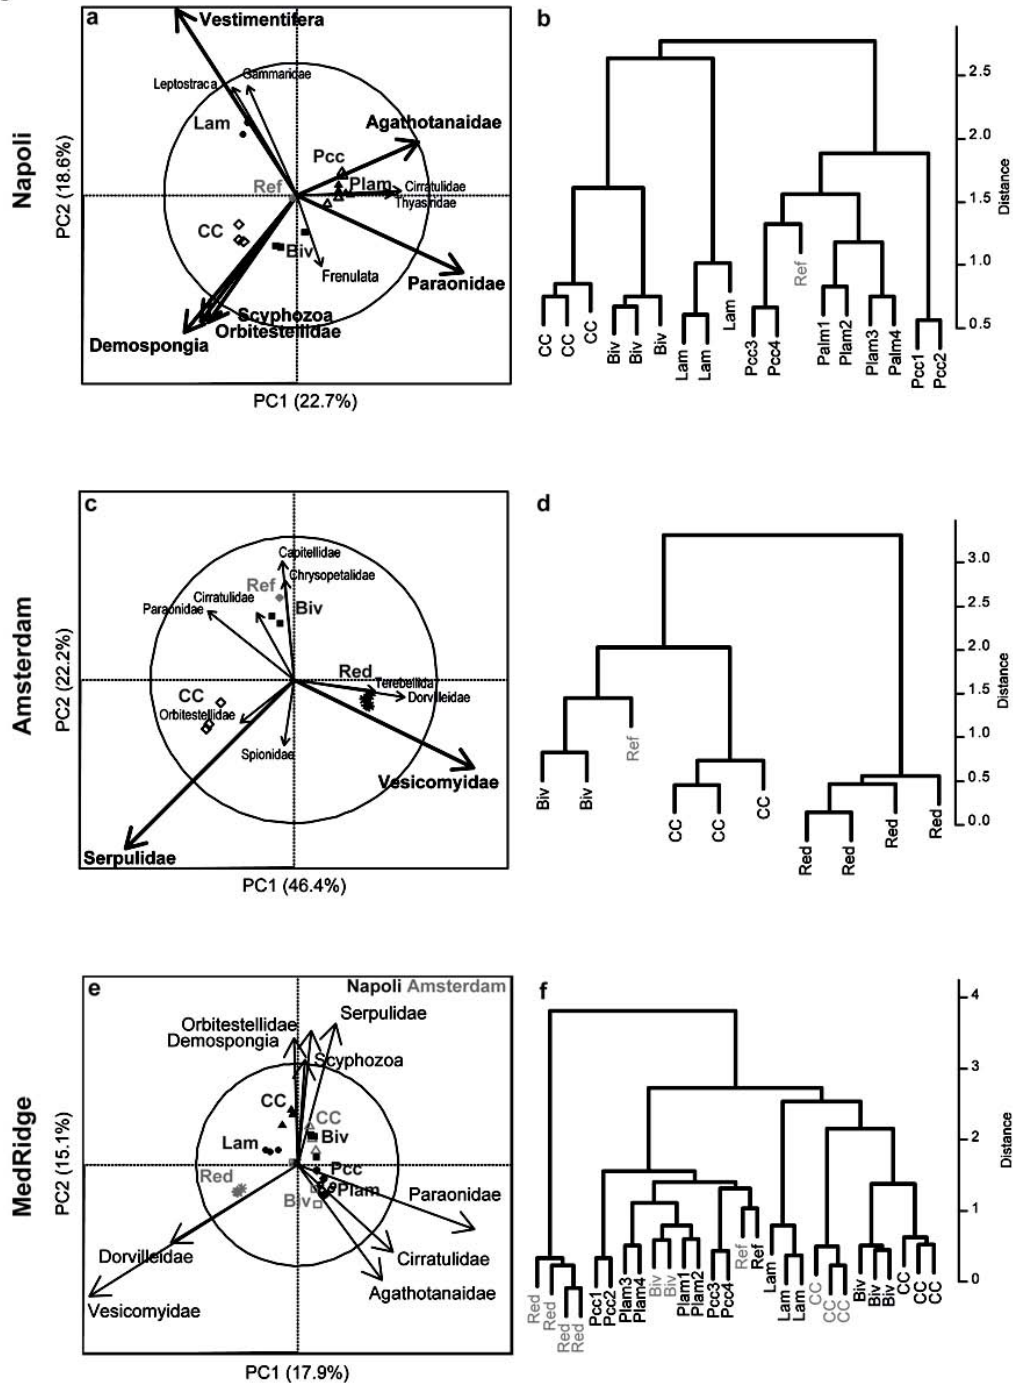 a
Vestimentifera
Leptostraca
Gammaridae
Lam
Agathotanaidae
Pcc
Ref
Plam
Cirratulidae
Thyasiridae
CC
Biv
Frenulata
Paraonidae
Scyphozoa
Orbitestellidae
Demospongia
PC1 (22.7%)
PC2 (18.6%)
Napoli
b
CC
CC
CC
Biv
Biv
Biv
Lam
Lam
Lam
Pcc3
Pcc4
Ref
Palm1
Plam2
Plam3
Palm4
Pcc1
Pcc2
2.5
2.0
1.5
1.0
0.5
Distance
c
Capitellidae
Chrysopetalidae
Ref
Cirratulidae
Paraonidae
Biv
Red
Terebellida
Dorvilleidae
CC
Orbitestellidae
Spionidae
Vesicomyidae
Serpulidae
PC1 (46.4%)
PC2 (22.2%)
Amsterdam
d
Biv
Biv
Ref
CC
CC
CC
Red
Red
Red
Red
3.0
2.5
2.0
1.5
1.0
0.5
0.0
Distance
e
Napoli Amsterdam
Orbitestellidae
Serpulidae
Demospongia
Scyphozoa
CC
CC
Lam
Biv
Red
Pcc
Plam
Biv
Paraonidae
Dorvilleidae
Cirratulidae
Agathotanaidae
Vesicomyidae
PC1 (17.9%)
PC2 (15.1%)
MedRidge
f
Red
Red
Red
Red
Pcc1
Pcc2
Plam3
Plam4
Biv
Biv
Plam1
Plam2
Pcc3
Pcc4
Ref
Ref
Lam
Lam
Lam
CC
CC
CC
Biv
Biv
Biv
CC
CC
CC
4
3
2
1
0
Distance